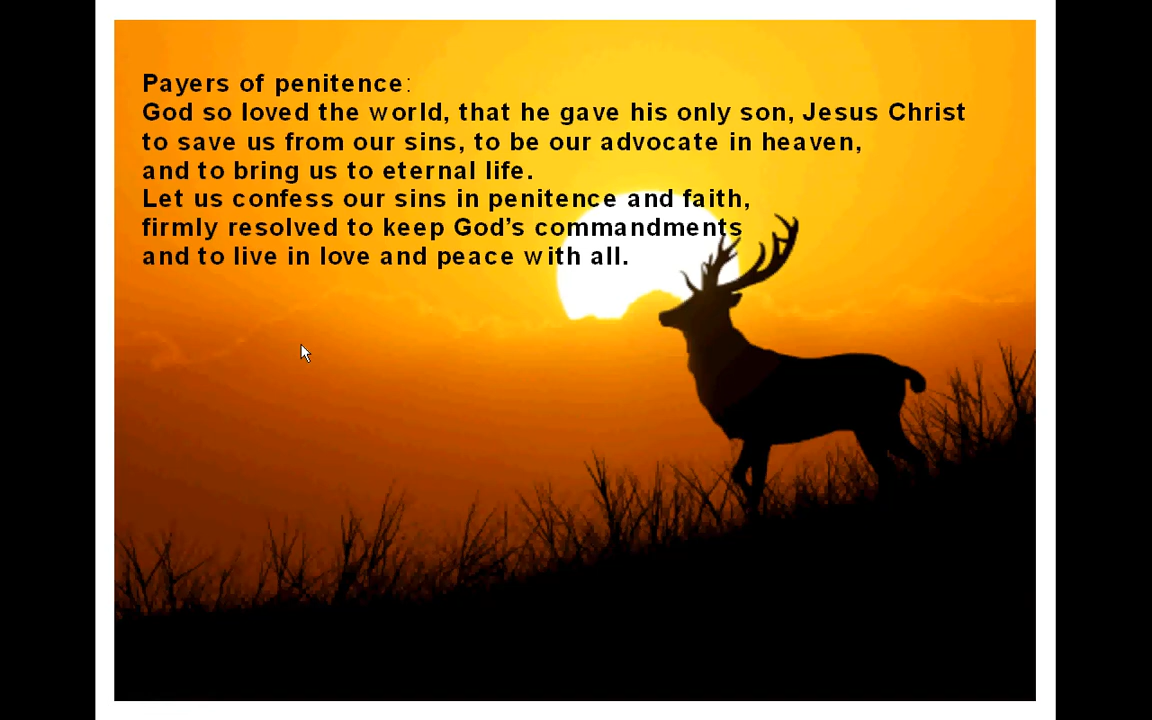 Payers of penitence:
God so loved the world, that he gave his only son, Jesus Christ
to save us from our sins, to be our advocate in heaven,
and to bring us to eternal life.
Let us confess our sins in penitence and faith,
firmly resolved to keep God’s commandments
and to live in love and peace with all.